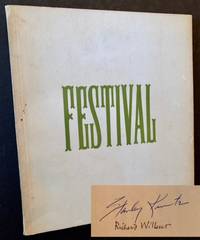 FESTIVAL
Stanley Kunitz
Richard Wilbur